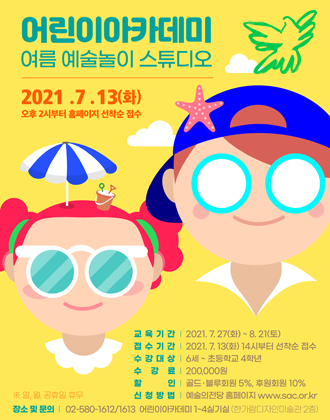 어린이아카데미
여름 예술놀이 스튜디오
2021 .7 .13(화)
오후 2시부터 홈페이지 선착순 접수
교육기간 | 2021. 7. 27(화) ~ 8. 21(토)
접수기간 | 2021. 7. 13(화) 14시부터 선착순 접수
수강대상 | 6세 ~ 초등학교 4학년
수강료 | 200,000원
할인 | 골드·블루회원 5%, 후원회원 10%
※ 일, 월, 공휴일 휴무
신청방법 | 예술의전당 홈페이지 www.sac.or.kr
장소 및 문의 | 02-580-1612/1613 어린이아카데미 1~4실기실 (한가람디자인미술관 2층)